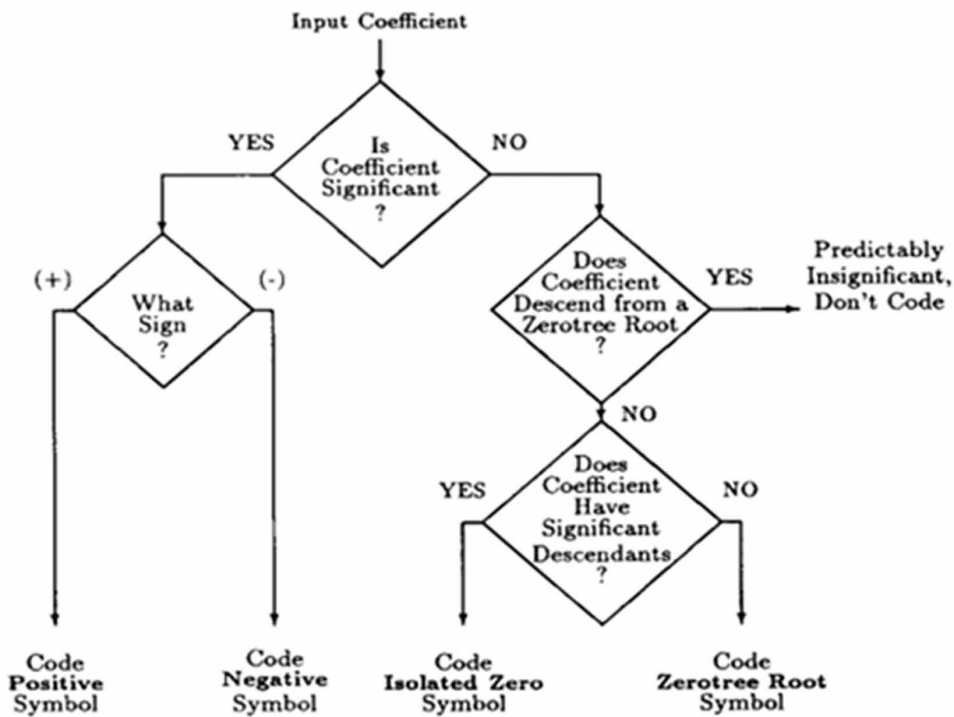 Input Coefficient
YES
Is
Coefficient
Significant
?
NO
(+)
What
Sign
?
(-)
Does
Coefficient
Descend from a
Zerotree Root
?
YES
Predictably
Insignificant,
Don't Code
NO
YES
Does
Coefficient
Have
Significant
Descendants
?
NO
Code
Positive
Symbol
Code
Negative
Symbol
Code
Isolated Zero
Symbol
Code
Zerotree Root
Symbol